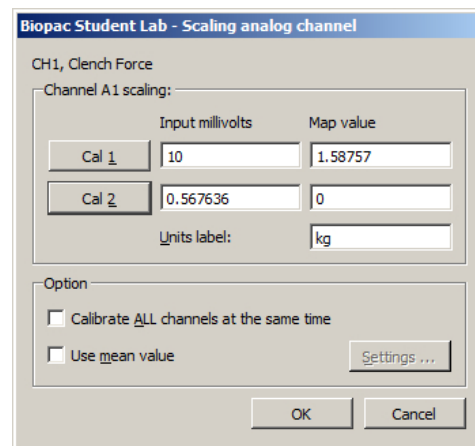 Biopac Student Lab - Scaling analog channel
CH1, Clench Force
Channel A1 scaling:
Input millivolts Map value
Cal 1 10 1.58757
Cal 2 0.567636 0
Units label: kg
Option
Calibrate ALL channels at the same time
Use mean value Settings ...
OK Cancel